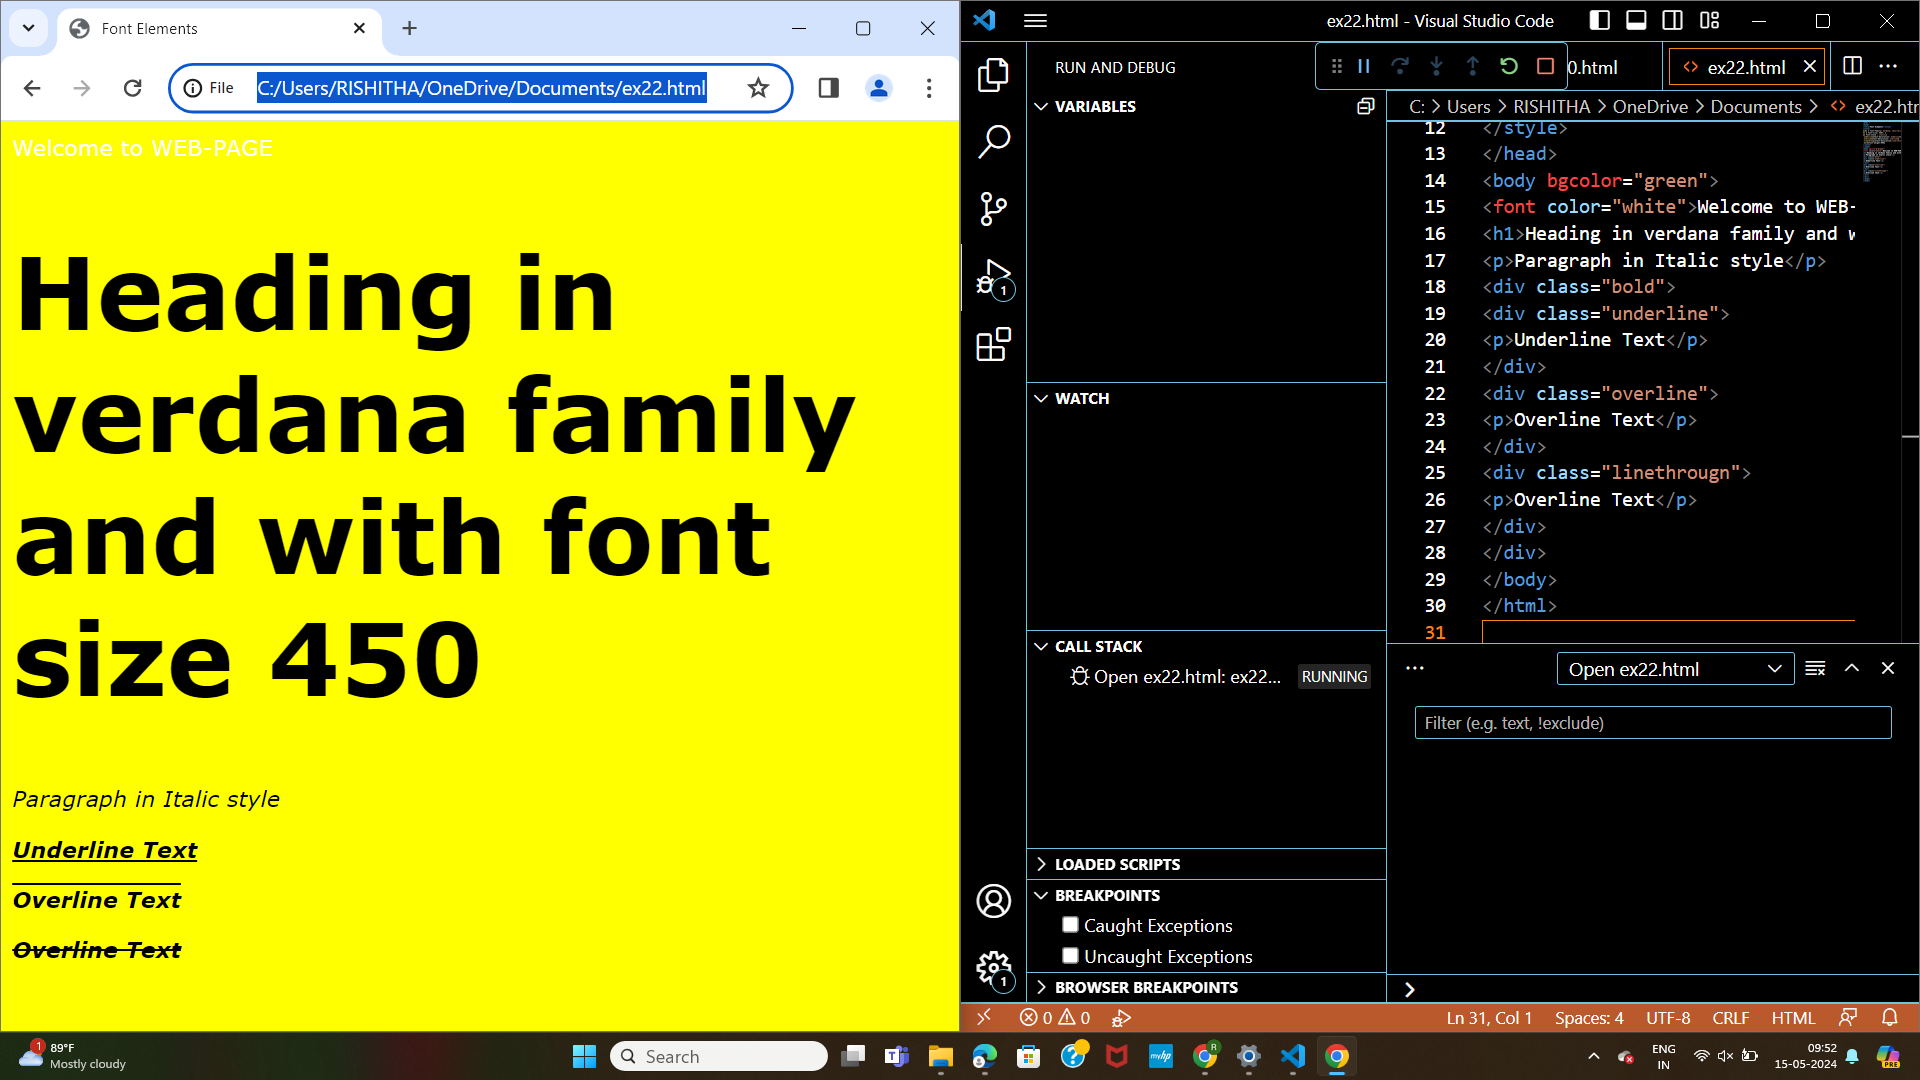 Font Elements
File
C:/Users/RISHITHA/OneDrive/Documents/ex22.html
Welcome to WEB-PAGE
Heading in
verdana family
and with font
size 450
Paragraph in Italic style
Underline Text
Overline Text
Overline Text
ex22.html - Visual Studio Code
RUN AND DEBUG
0.html
ex22.html
VARIABLES
C: > Users > RISHITHA > OneDrive > Documents > ex22.htr
WATCH
CALL STACK
Open ex22.html: ex22...
RUNNING
LOADED SCRIPTS
BREAKPOINTS
Caught Exceptions
Uncaught Exceptions
BROWSER BREAKPOINTS
1
1
12 </style>
13 </head>
14 <body bgcolor="green">
15 <font color="white">Welcome to WEB-
16 <h1>Heading in verdana family and w
17 <p>Paragraph in Italic style</p>
18 <div class="bold">
19 <div class="underline">
20 <p>Underline Text</p>
21 </div>
22 <div class="overline">
23 <p>Overline Text</p>
24 </div>
25 <div class="linethrougn">
26 <p>Overline Text</p>
27 </div>
28 </div>
29 </body>
30 </html>
31
Open ex22.html
Filter (e.g. text, !exclude)
0 0
Ln 31, Col 1
Spaces: 4
UTF-8
CRLF
HTML
1
89°F
Mostly cloudy
Search
myhp
R
ENG
IN
09:52
15-05-2024
PRE